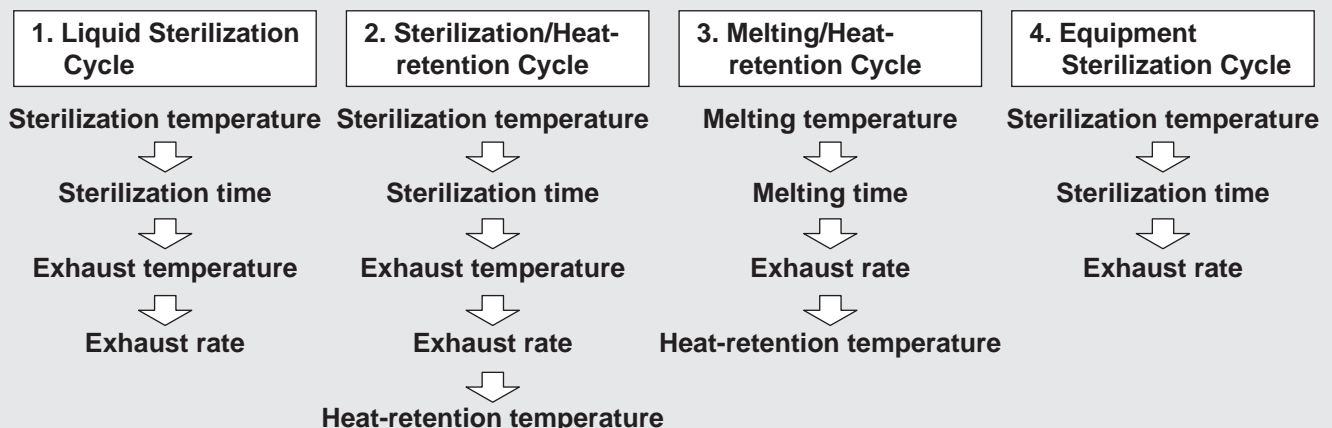 1. Liquid Sterilization
Cycle
Sterilization temperature
Sterilization time
Exhaust temperature
Exhaust rate
2. Sterilization/Heat-
retention Cycle
Sterilization temperature
Sterilization time
Exhaust temperature
Exhaust rate
Heat-retention temperature
3. Melting/Heat-
retention Cycle
Melting temperature
Melting time
Exhaust rate
Heat-retention temperature
4. Equipment
Sterilization Cycle
Sterilization temperature
Sterilization time
Exhaust rate